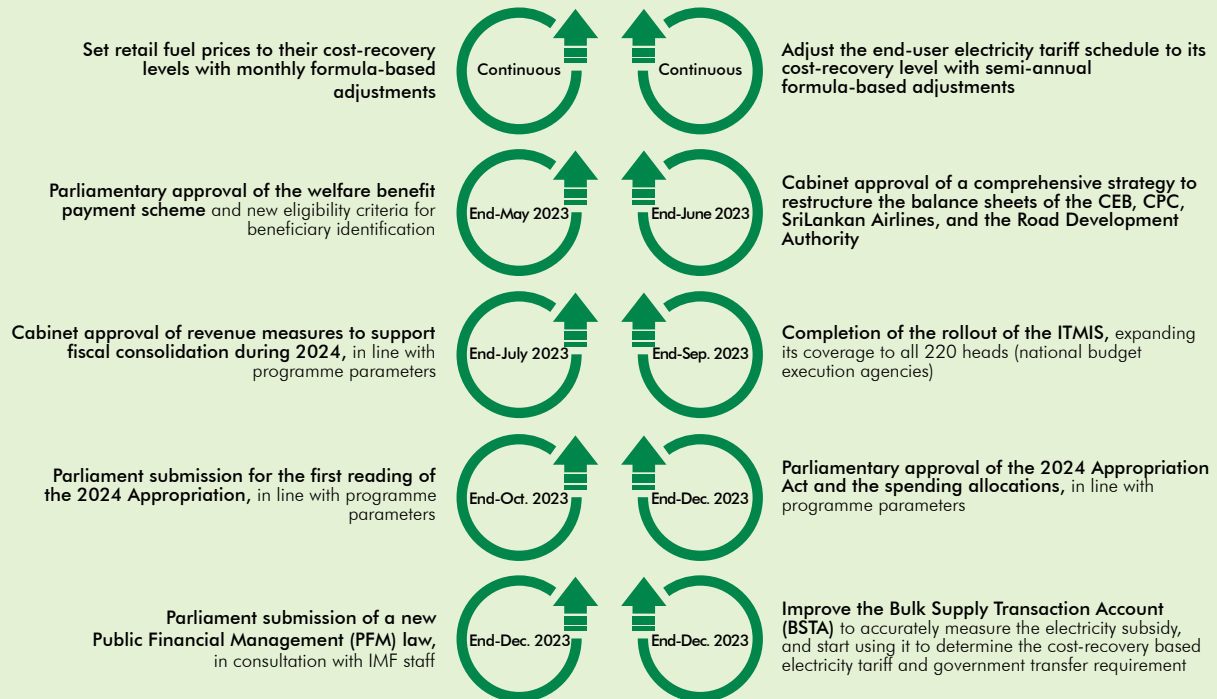 Set retail fuel prices to their cost-recovery
levels with monthly formula-based
adjustments
Continuous
Continuous
Adjust the end-user electricity tariff schedule to its
cost-recovery level with semi-annual
formula-based adjustments
Parliamentary approval of the welfare benefit
payment scheme and new eligibility criteria for
beneficiary identification
End-May 2023
End-June 2023
Cabinet approval of a comprehensive strategy to
restructure the balance sheets of the CEB, CPC,
SriLankan Airlines, and the Road Development
Authority
Cabinet approval of revenue measures to support
fiscal consolidation during 2024, in line with
programme parameters
End-July 2023
End-Sep. 2023
Completion of the rollout of the ITMIS, expanding
its coverage to all 220 heads (national budget
execution agencies)
Parliament submission for the first reading of
the 2024 Appropriation, in line with programme
parameters
End-Oct. 2023
End-Dec. 2023
Parliamentary approval of the 2024 Appropriation
Act and the spending allocations, in line with
programme parameters
Parliament submission of a new
Public Financial Management (PFM) law,
in consultation with IMF staff
End-Dec. 2023
End-Dec. 2023
Improve the Bulk Supply Transaction Account
(BSTA) to accurately measure the electricity subsidy,
and start using it to determine the cost-recovery based
electricity tariff and government transfer requirement